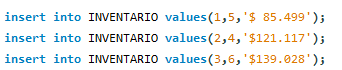 insert into INVENTARIO values(1,5,'$ 85.499');
insert into INVENTARIO values(2,4,'$121.117');
insert into INVENTARIO values(3,6,'$139.028');